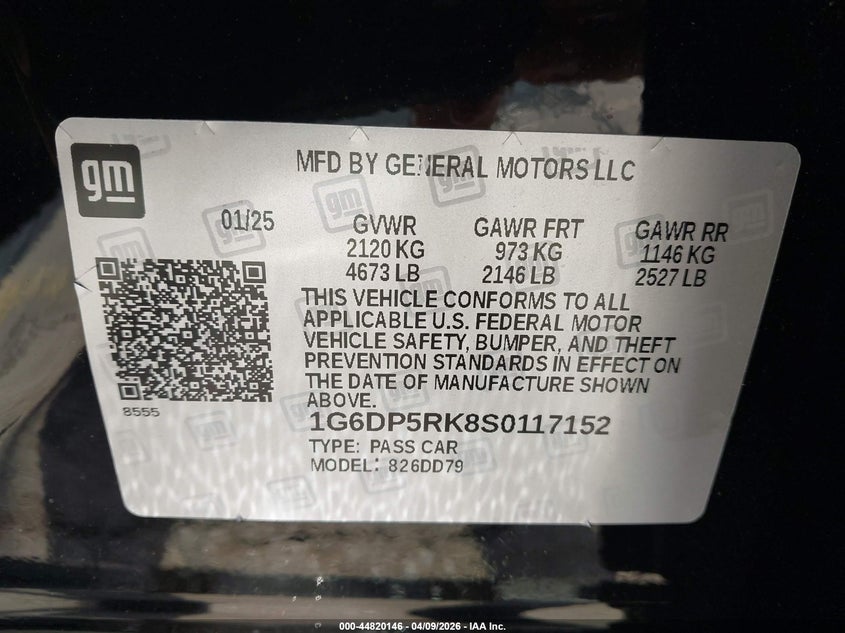 gm
MFD BY GENERAL MOTORS LLC
01/25
GVWR
2120 KG
4673 LB
GAWR FRT
973 KG
2146 LB
GAWR RR
1146 KG
2527 LB
THIS VEHICLE CONFORMS TO ALL
APPLICABLE U.S. FEDERAL MOTOR
VEHICLE SAFETY, BUMPER, AND THEFT
PREVENTION STANDARDS IN EFFECT ON
THE DATE OF MANUFACTURE SHOWN
ABOVE.
8555
1G6DP5RK8S0117152
TYPE: PASS CAR
MODEL: 826DD79
000-44820146 - 04/09/2026 - IAA Inc.